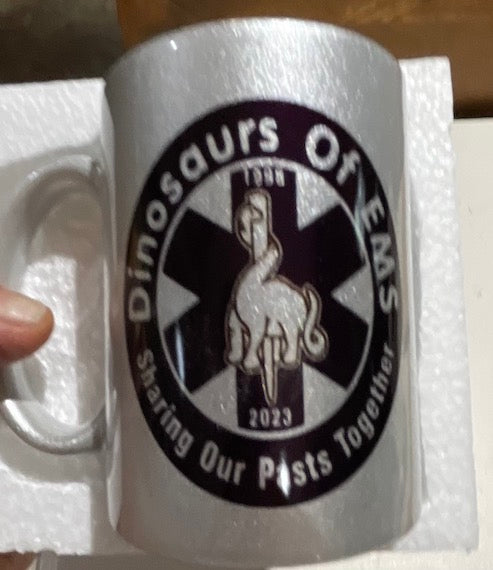 Dinosaurs Of EMS
2023
Sharing Our Pasts Together